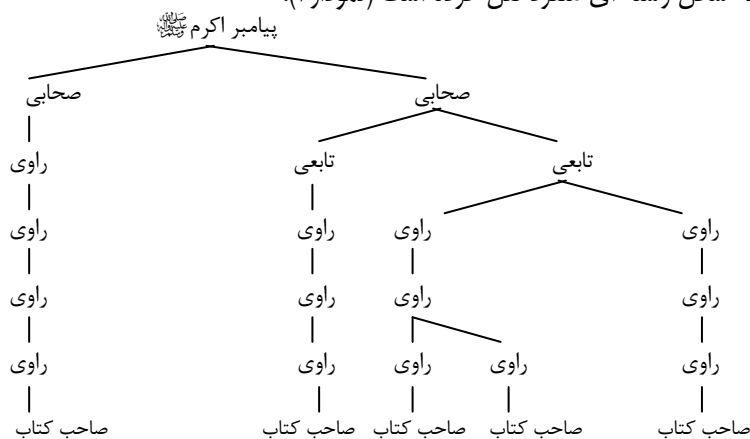 پیامبر اکرم ﷺ
صحابی صحابی
تابعی تابعی راوی
راوی راوی راوی راوی
راوی راوی راوی راوی
راوی راوی راوی راوی راوی
صاحب کتاب صاحب کتاب صاحب کتاب صاحب کتاب صاحب کتاب